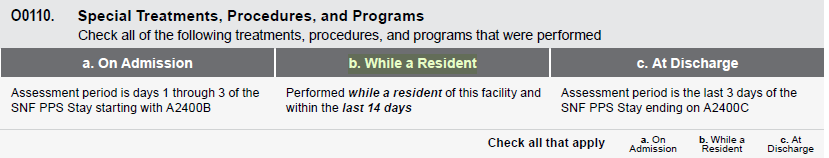 O0110. Special Treatments, Procedures, and Programs
Check all of the following treatments, procedures, and programs that were performed
a. On Admission
b. While a Resident
c. At Discharge
Assessment period is days 1 through 3 of the
SNF PPS Stay starting with A2400B
Performed while a resident of this facility and
within the last 14 days
Assessment period is the last 3 days of the
SNF PPS Stay ending on A2400C
Check all that apply
a. On
Admission
b. While a
Resident
c. At
Discharge